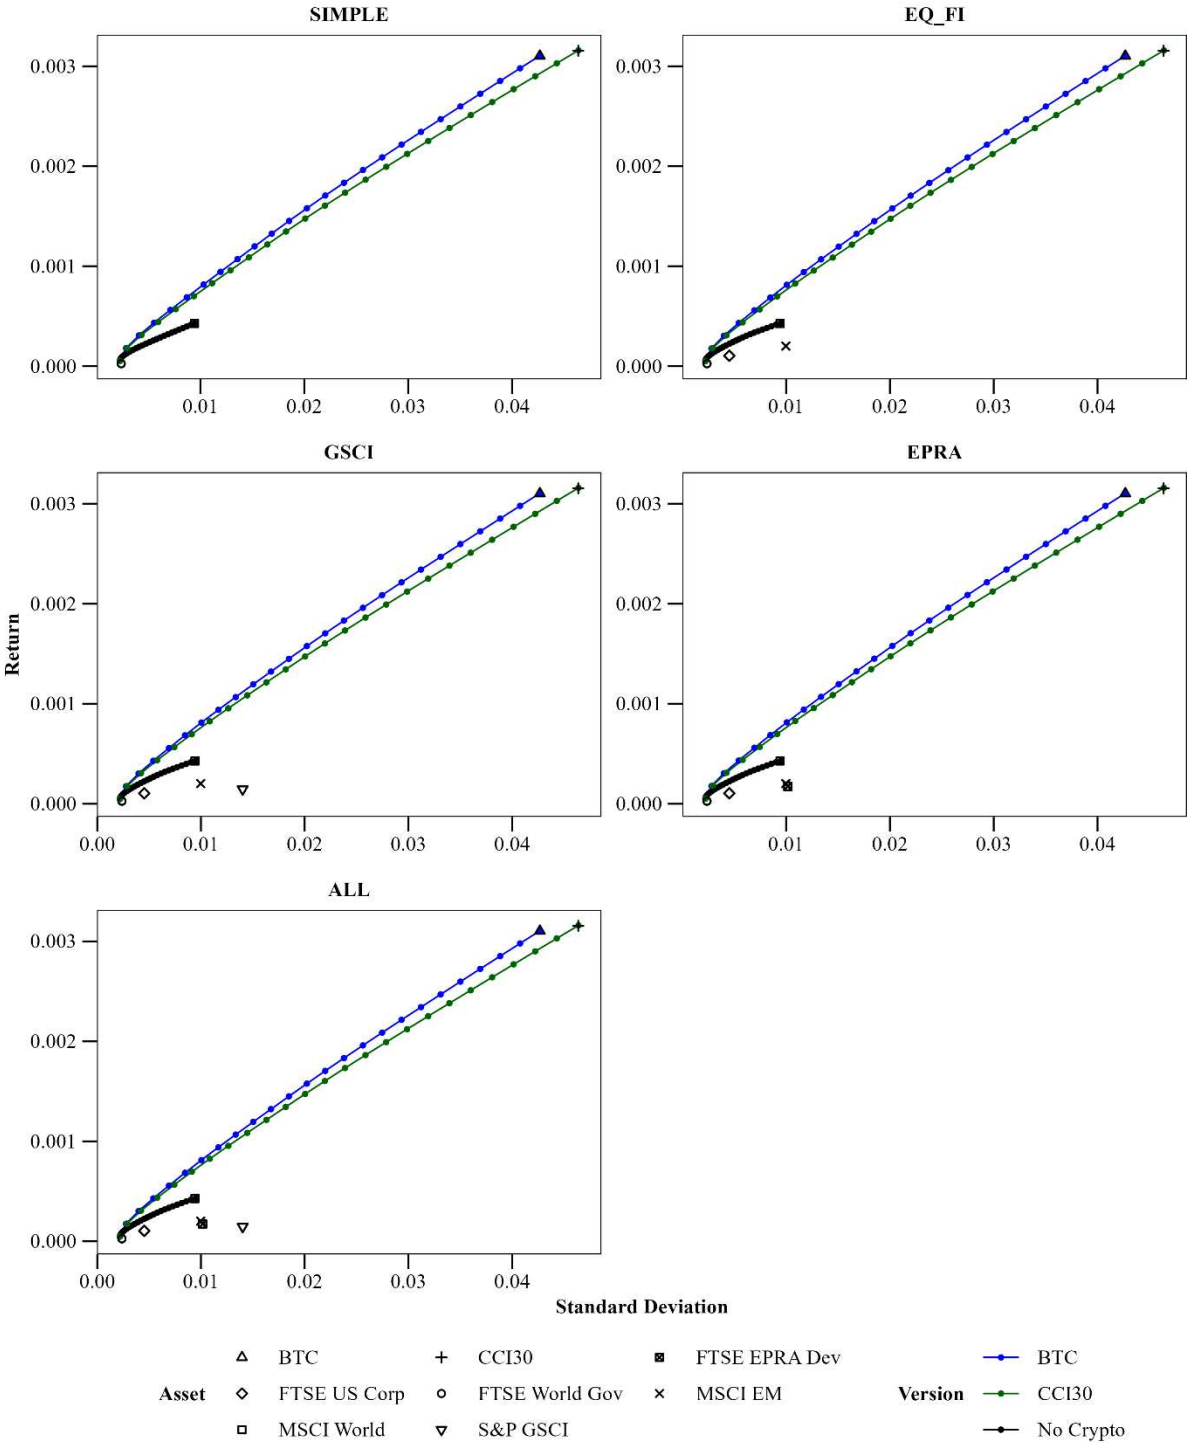 SIMPLE
EQ_FI
0.003
0.002
0.001
0.000
0.01 0.02 0.03 0.04
0.003
0.002
0.001
0.000
0.01 0.02 0.03 0.04
GSCI
EPRA
Return
0.003
0.002
0.001
0.000
0.00 0.01 0.02 0.03 0.04
0.003
0.002
0.001
0.000
0.01 0.02 0.03 0.04
ALL
0.003
0.002
0.001
0.000
0.00 0.01 0.02 0.03 0.04
Standard Deviation
BTC CCI30 FTSE EPRA Dev BTC
Asset FTSE US Corp FTSE World Gov MSCI EM Version CCI30
MSCI World S&P GSCI No Crypto